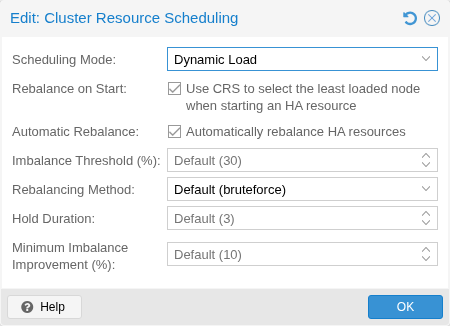 Edit: Cluster Resource Scheduling
Scheduling Mode: Dynamic Load
Rebalance on Start: Use CRS to select the least loaded node
when starting an HA resource
Automatic Rebalance: Automatically rebalance HA resources
Imbalance Threshold (%): Default (30)
Rebalancing Method: Default (bruteforce)
Hold Duration: Default (3)
Minimum Imbalance
Improvement (%): Default (10)
Help
OK